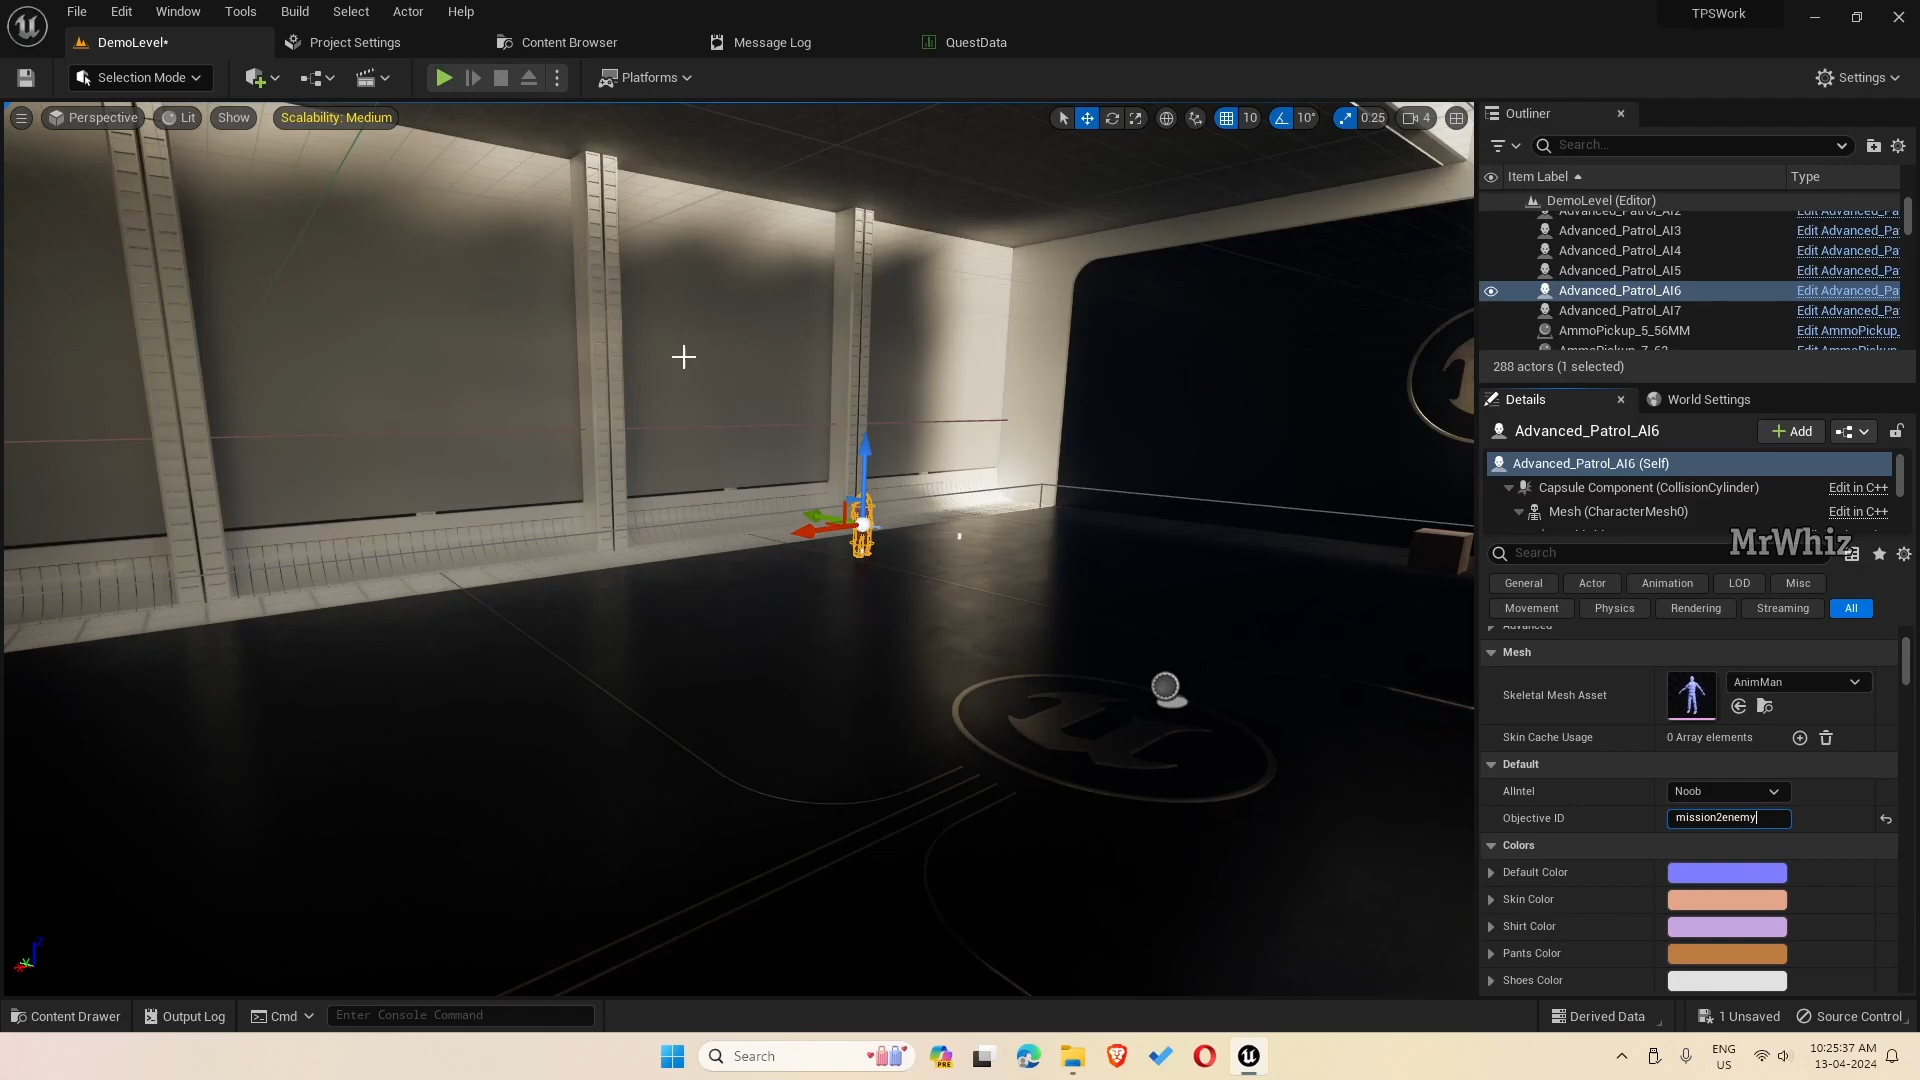 File Edit Window Tools Build Select Actor Help
TPSWork
DemoLevel*
Project Settings
Content Browser
Message Log
QuestData
Selection Mode
Platforms
Settings
Perspective
Lit
Show
Scalability: Medium
10
10°
0.25
4
Outliner
Search...
Item Label
Type
DemoLevel (Editor)
Advanced_Patrol_AI2 Edit Advanced_Pa
Advanced_Patrol_AI3 Edit Advanced_Pa
Advanced_Patrol_AI4 Edit Advanced_Pa
Advanced_Patrol_AI5 Edit Advanced_Pa
Advanced_Patrol_AI6 Edit Advanced_Pa
Advanced_Patrol_AI7 Edit Advanced_Pa
AmmoPickup_5_56MM Edit AmmoPickup_
288 actors (1 selected)
Details
World Settings
Advanced_Patrol_AI6
Add
Advanced_Patrol_AI6 (Self)
Capsule Component (CollisionCylinder) Edit in C++
Mesh (CharacterMesh0) Edit in C++
MrWhiz
Search
General Actor Animation LOD Misc
Movement Physics Rendering Streaming All
Advanced
Mesh
Skeletal Mesh Asset
AnimMan
Skin Cache Usage 0 Array elements
Default
AIIntel Noob
Objective ID mission2enemy
Colors
Default Color
Skin Color
Shirt Color
Pants Color
Shoes Color
Content Drawer
Output Log
Cmd
Enter Console Command
Derived Data
1 Unsaved
Source Control
Search
PRE
ENG
US
10:25:37 AM
13-04-2024